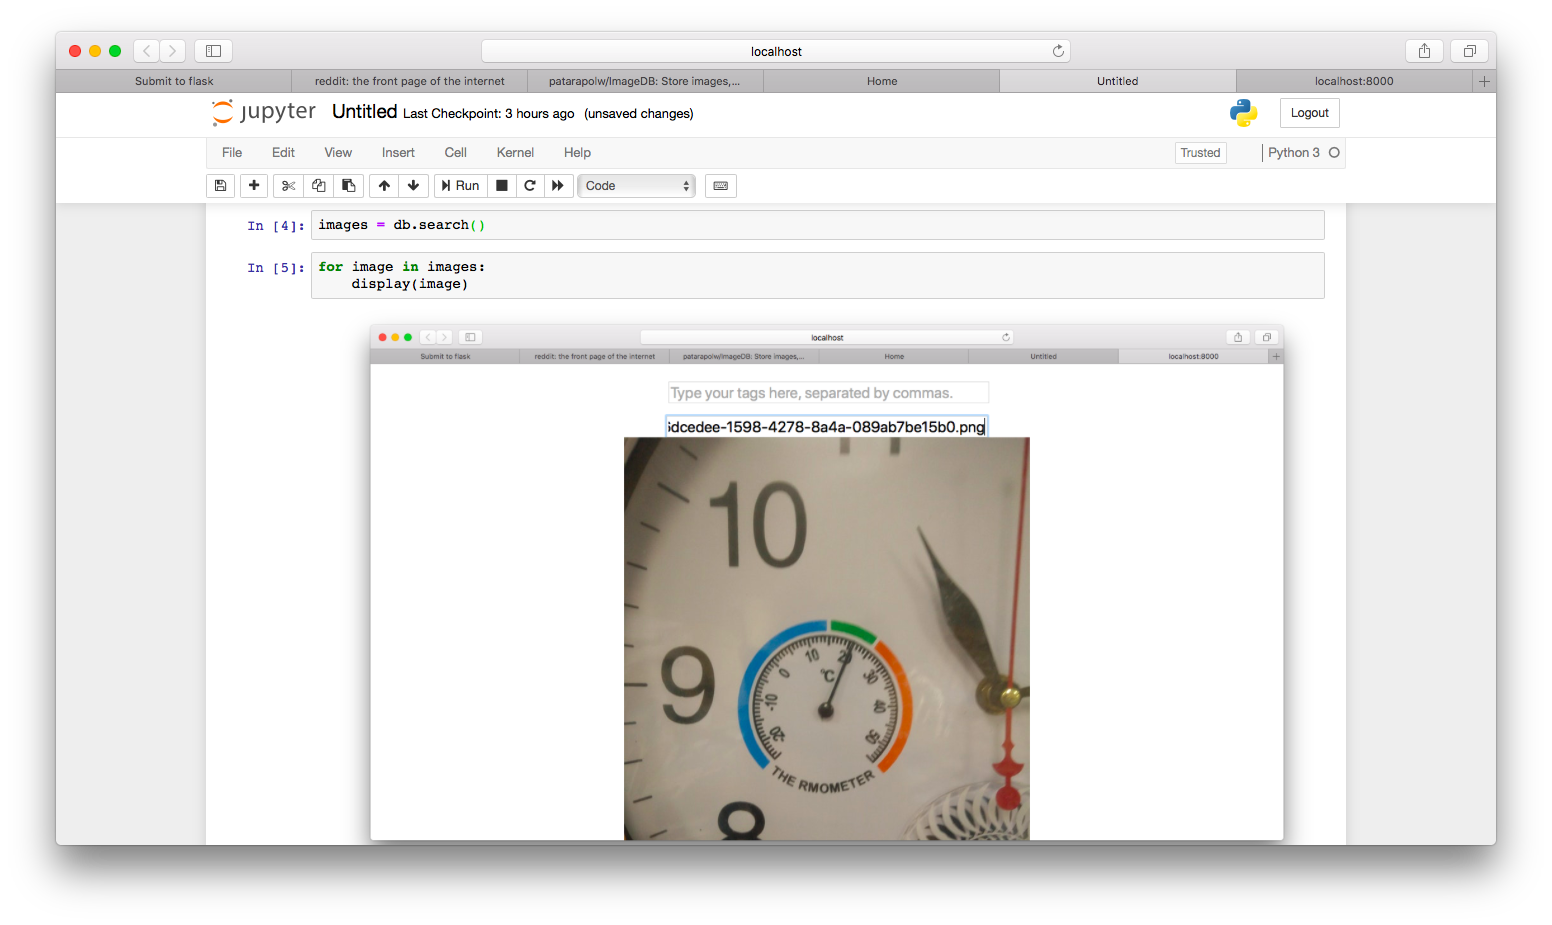 localhost
Submit to flask reddit: the front page of the internet patarapolw/ImageDB: Store images,... Home Untitled localhost:8000
jupyter Untitled Last Checkpoint: 3 hours ago (unsaved changes) Logout
File Edit View Insert Cell Kernel Help Trusted Python 3
Run Code
In [4]: images = db.search()
In [5]: for image in images:
display(image)
localhost
Submit to flask reddit: the front page of the internet patarapolw/ImageDB: Store images,... Home Untitled localhost:8000
Type your tags here, separated by commas.
dcedee-1598-4278-8a4a-089ab7be15b0.png
11
10
9
8
-20 -10 0 10 20 30 40 50
°C
THE RMOMETER